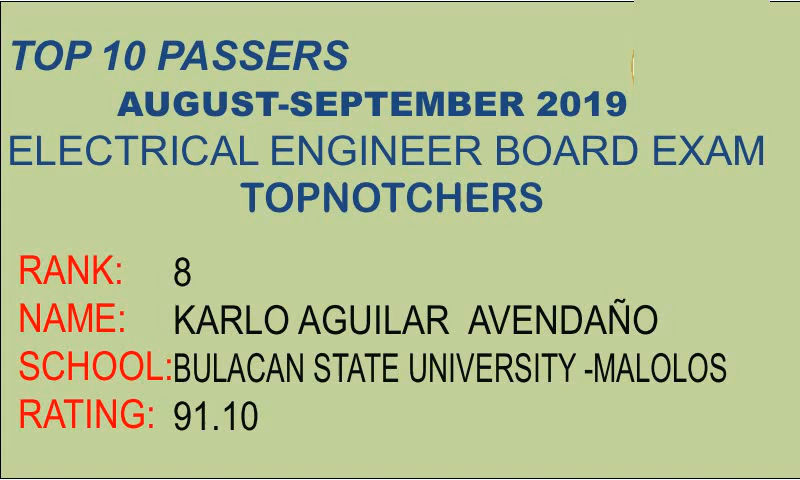 TOP 10 PASSERS
AUGUST-SEPTEMBER 2019
ELECTRICAL ENGINEER BOARD EXAM
TOPNOTCHERS
RANK: 8
NAME: KARLO AGUILAR AVENDAÑO
SCHOOL: BULACAN STATE UNIVERSITY -MALOLOS
RATING: 91.10